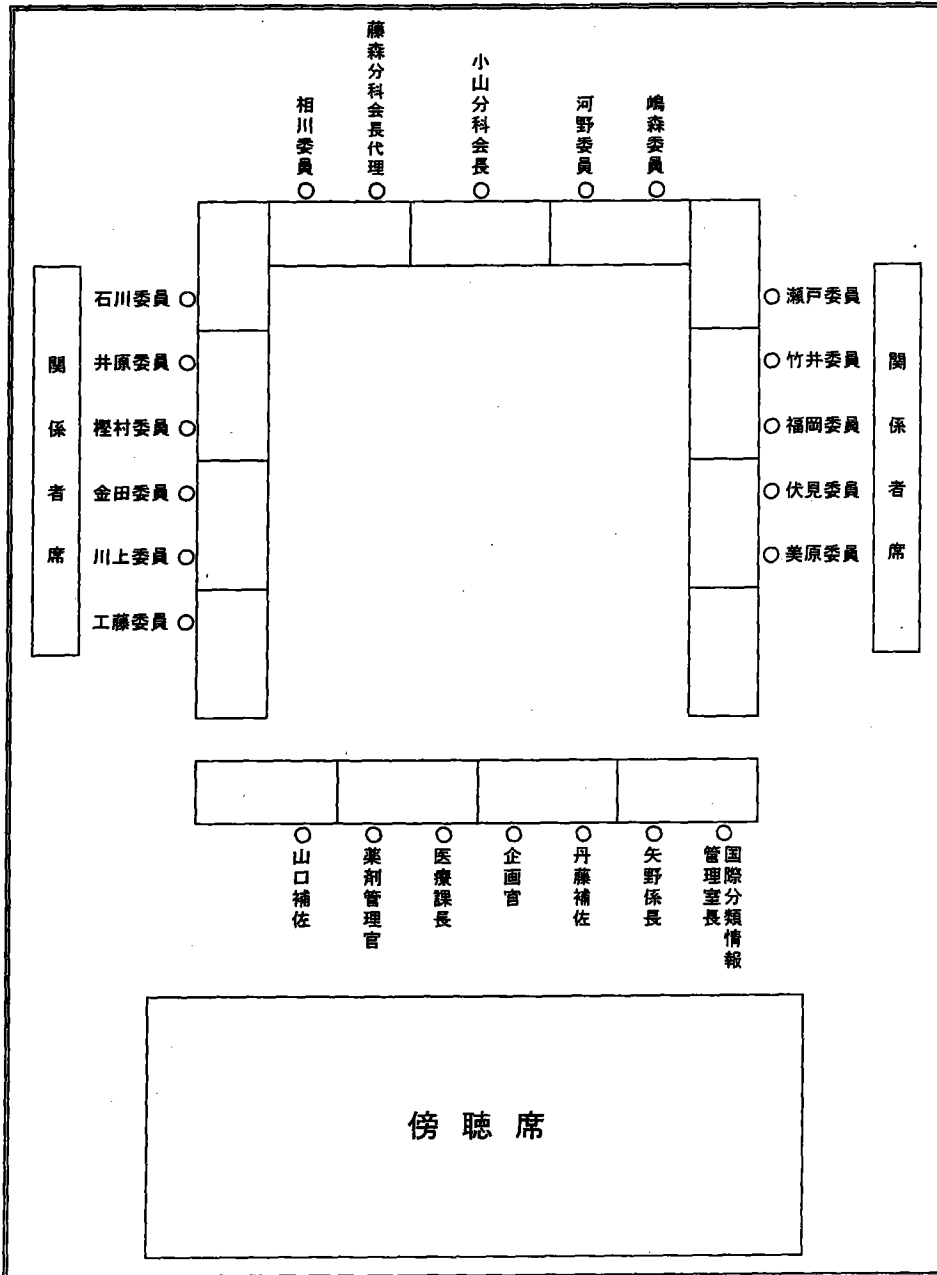 相川委員
藤森分科会長代理
小山分科会長
河野委員
嶋森委員
関係者席
石川委員
井原委員
樫村委員
金田委員
川上委員
工藤委員
瀬戸委員
竹井委員
福岡委員
伏見委員
美原委員
関係者席
山口補佐
薬剤管理官
医療課長
企画官
丹藤補佐
矢野係長
国際分類情報
管理室長
傍聴席